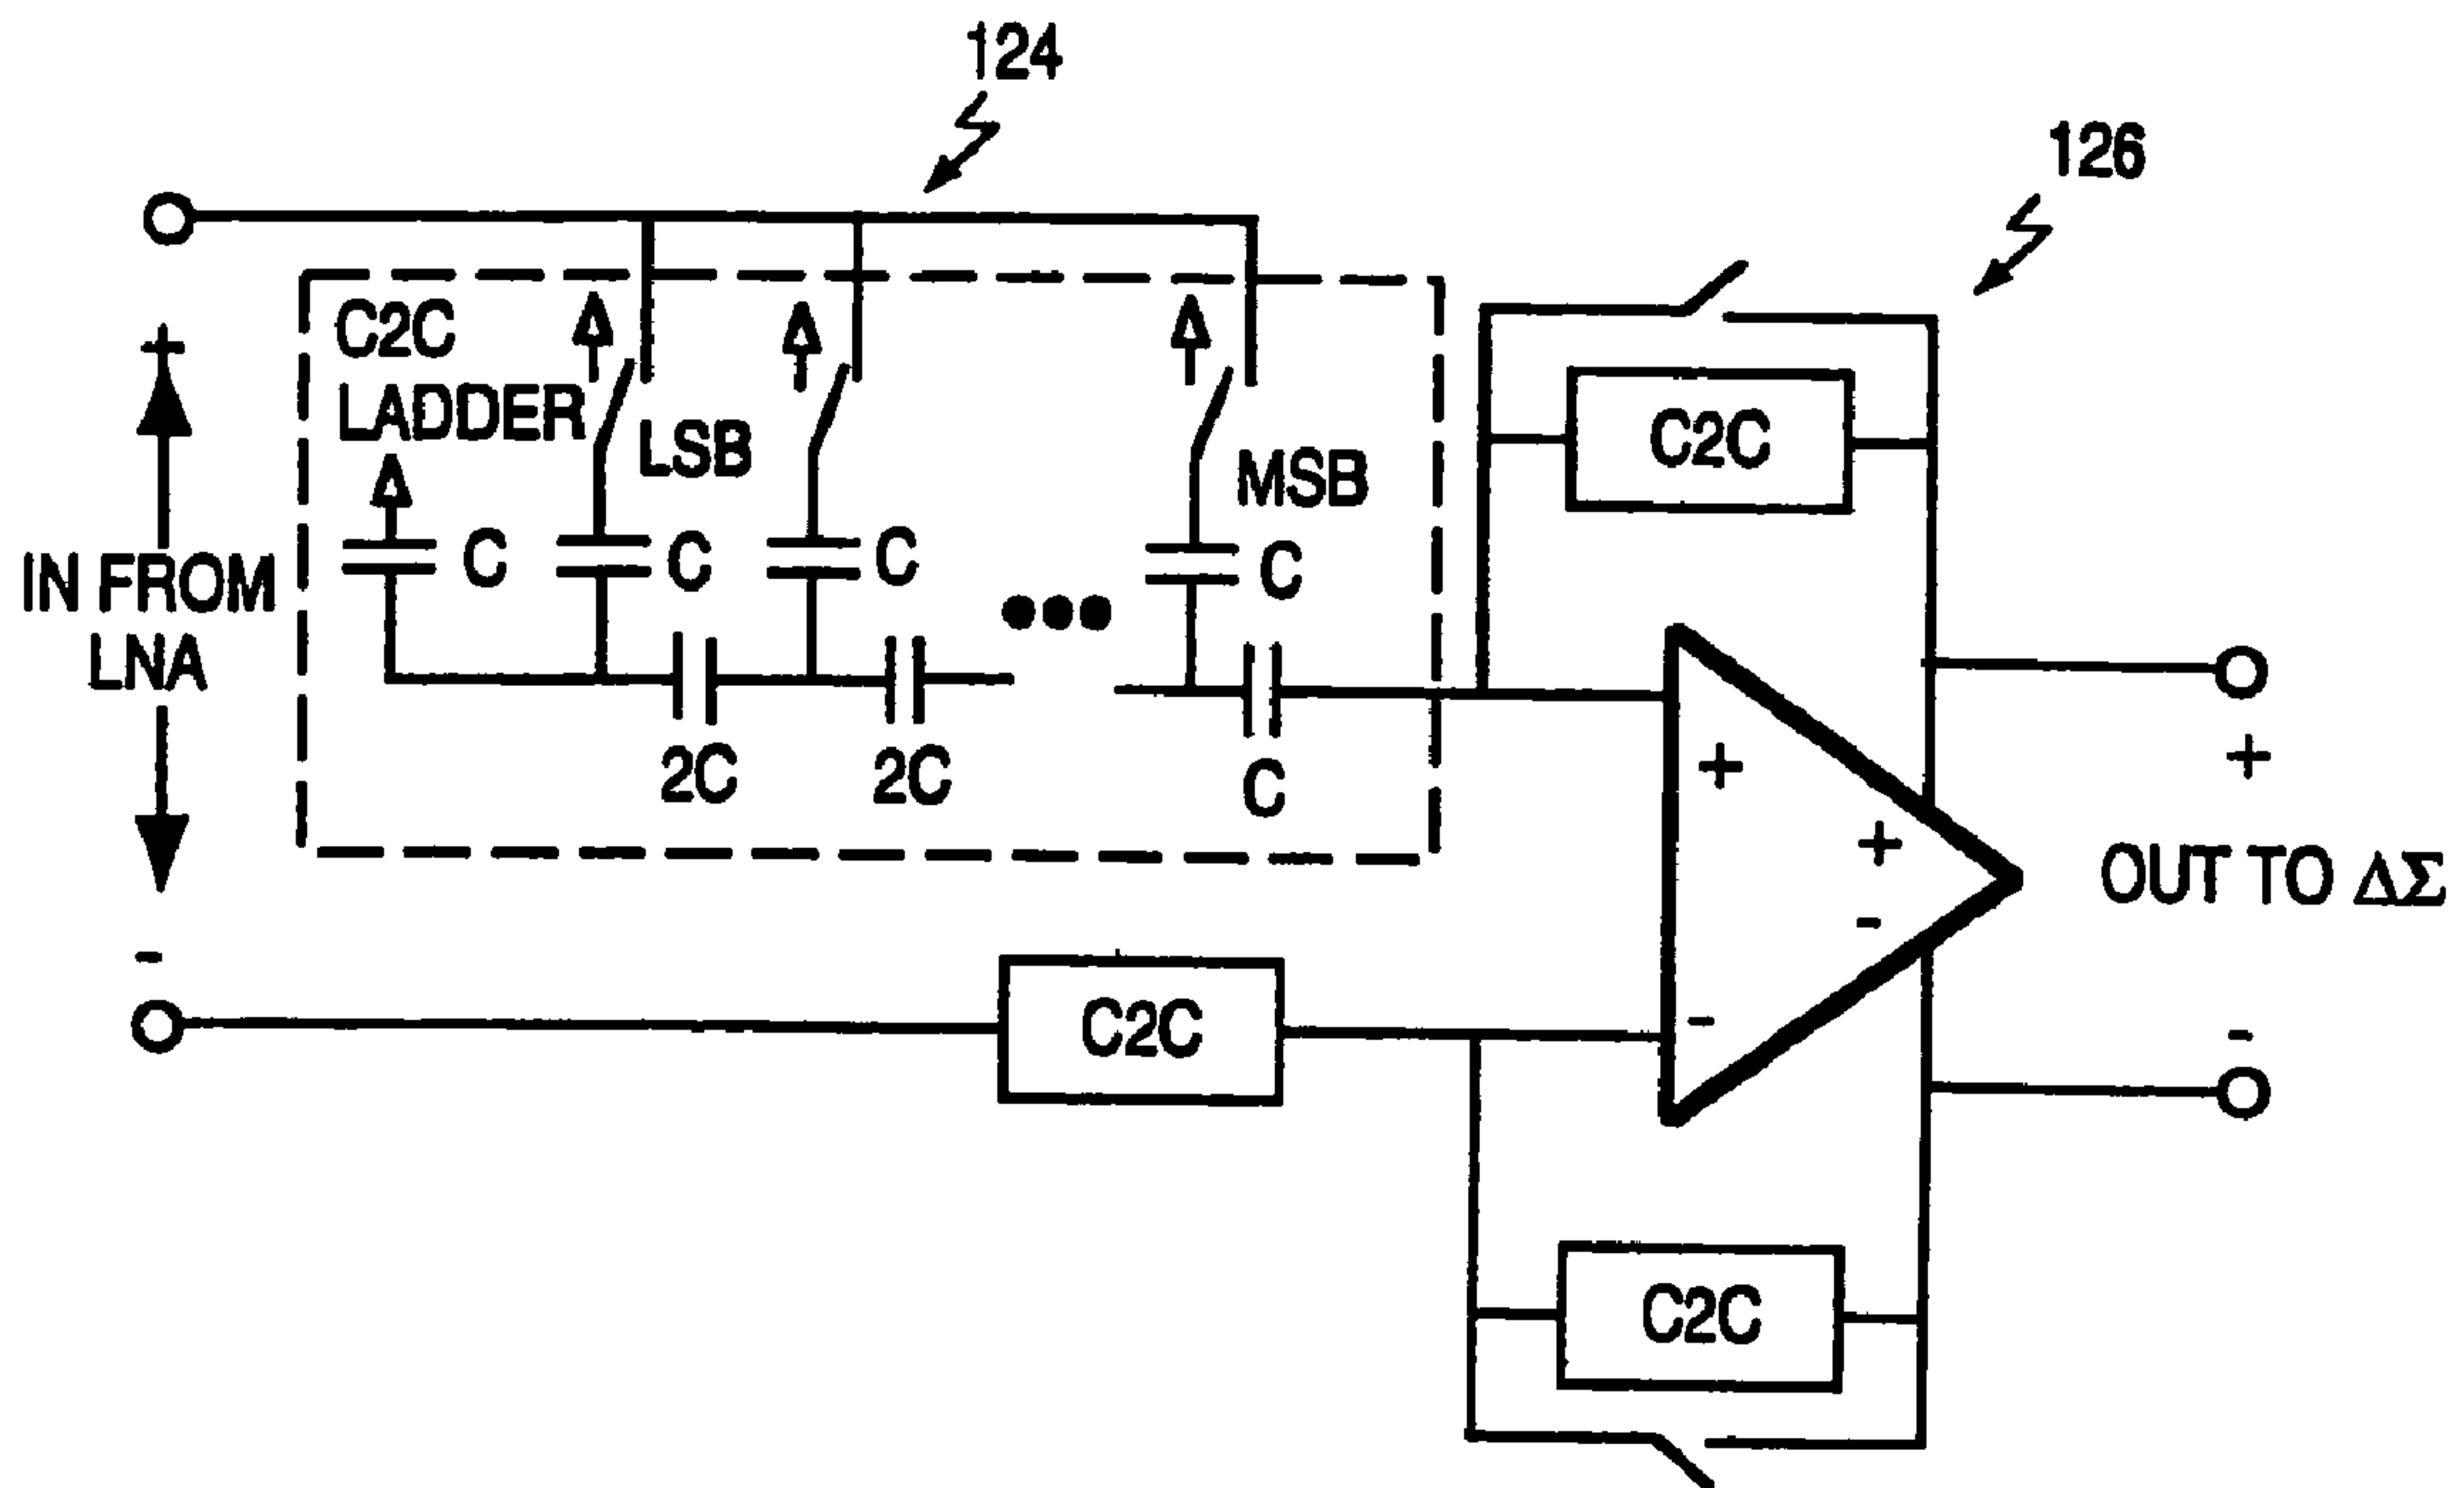 124
126
+
C2C
LADDER
LSB
MSB
C2C
C
C
C
C
IN FROM
LNA
2C
2C
C
+
+
+
-
OUT TO ΔΣ
-
C2C
-
-
C2C